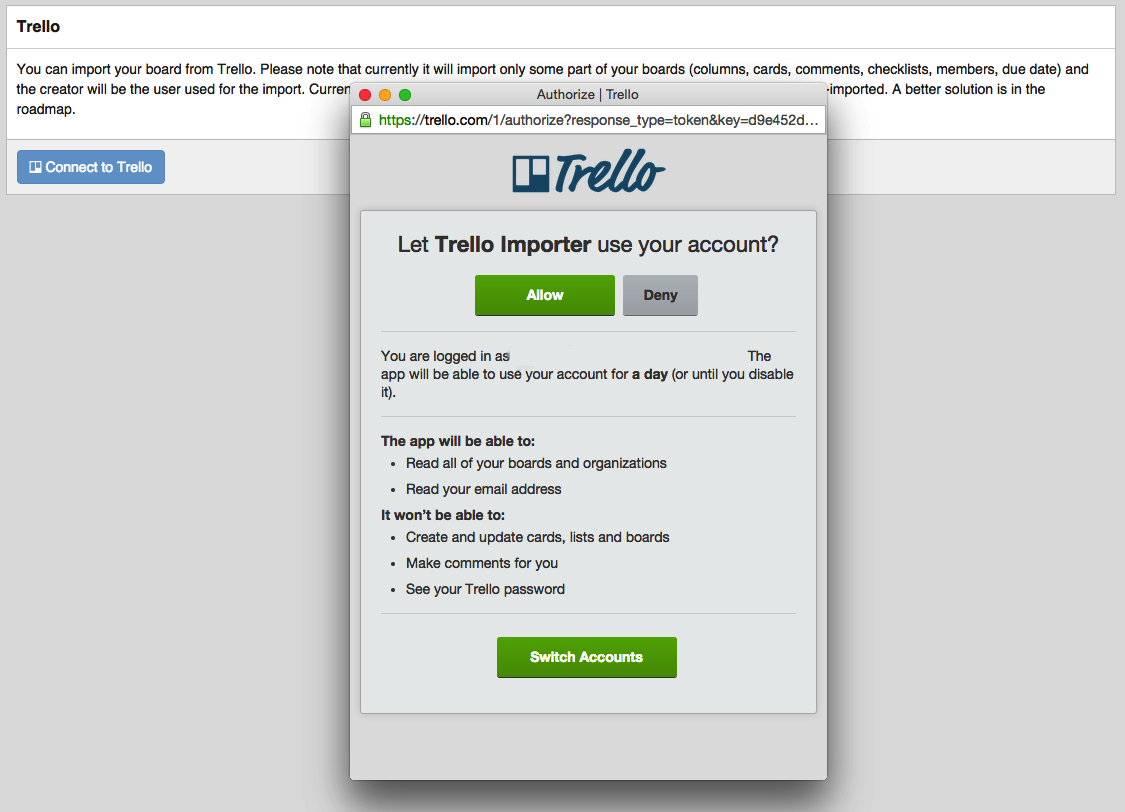 Trello
You can import your board from Trello. Please note that currently it will import only some part of your boards (columns, cards, comments, checklists, members, due date) and
the creator will be the user used for the import. -imported. A better solution is in the
roadmap.
Connect to Trello
Authorize | Trello
https://trello.com/1/authorize?response_type=token&key=d9e452d...
Trello
Let Trello Importer use your account?
Allow
Deny
You are logged in as The
app will be able to use your account for a day (or until you disable
it).
The app will be able to:
• Read all of your boards and organizations
• Read your email address
It won't be able to:
• Create and update cards, lists and boards
• Make comments for you
• See your Trello password
Switch Accounts